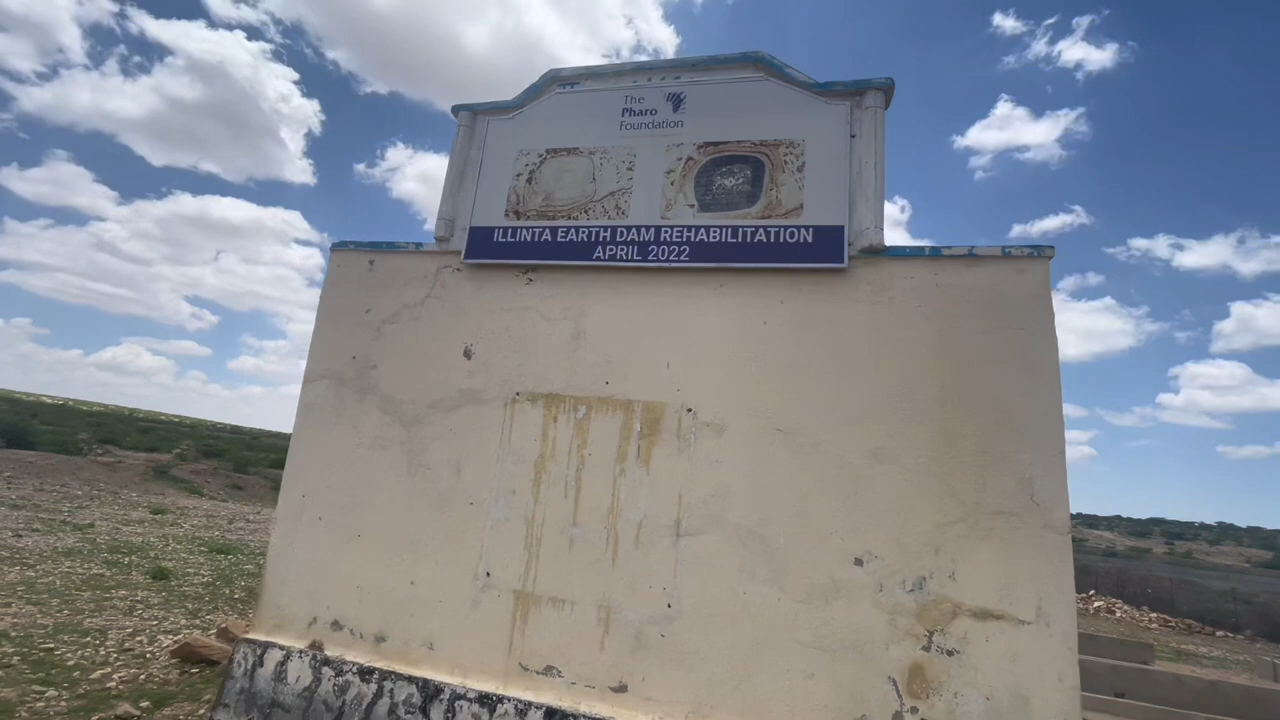 The
Pharo
Foundation
ILLINTA EARTH DAM REHABILITATION
APRIL 2022